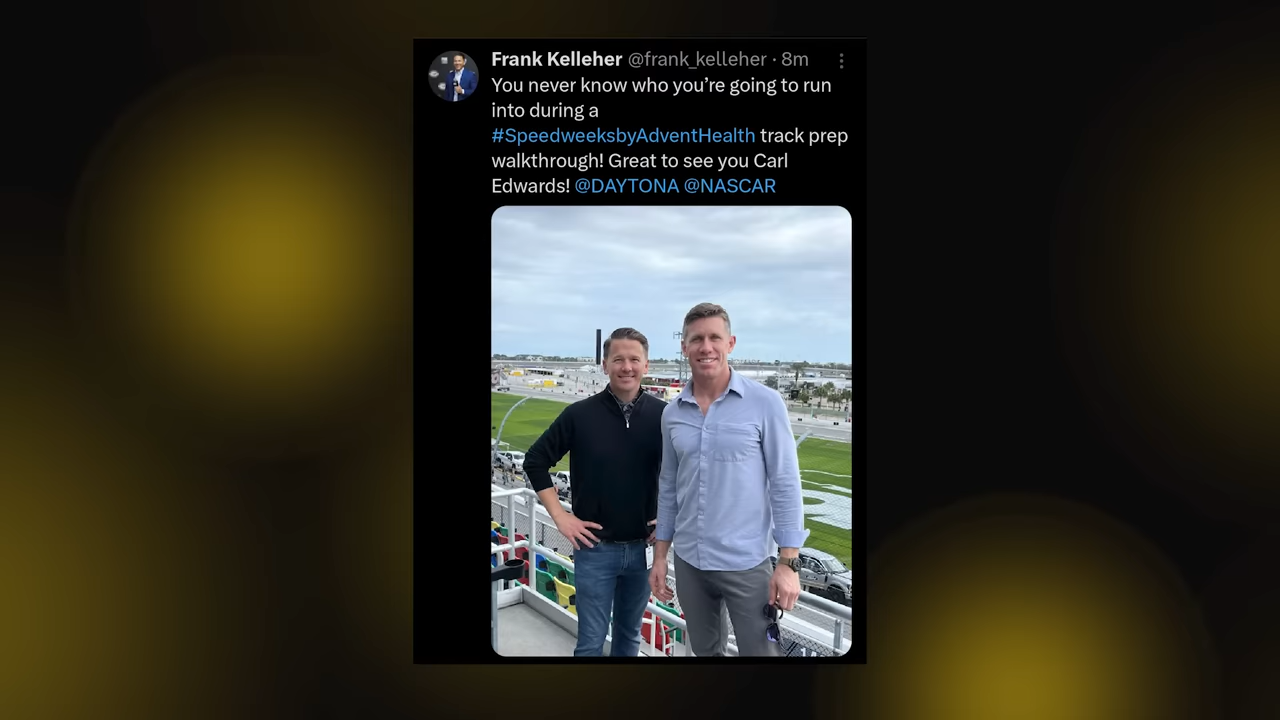 Frank Kelleher @frank_kelleher · 8m
You never know who you’re going to run
into during a
#SpeedweeksbyAdventHealth track prep
walkthrough! Great to see you Carl
Edwards! @DAYTONA @NASCAR